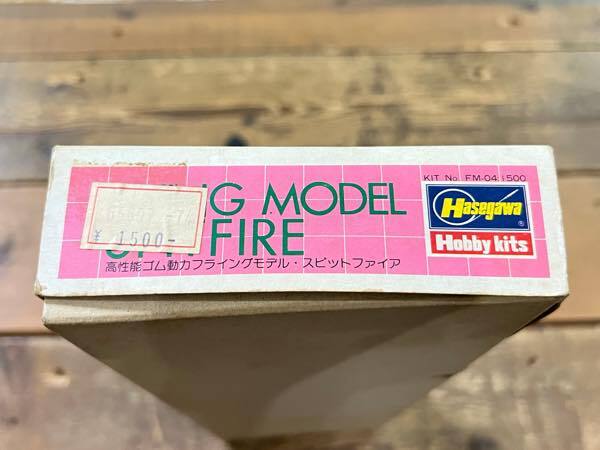 KIT No. FM-04:1500
NG MODEL
FIRE
¥ 1500-
高性能ゴム動力フライングモデル・スピットファイア
Hasegawa
®
Hobby kits